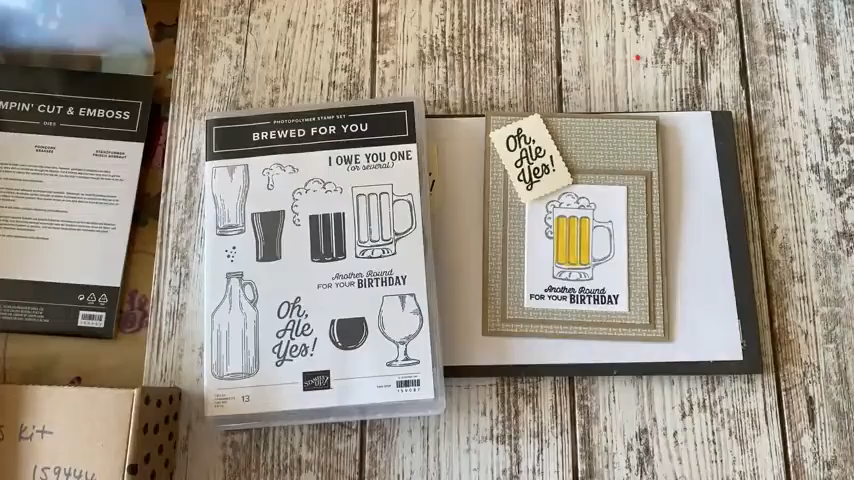 MPIN' CUT & EMBOSS
DIES
PHOTOPOLYMER STAMP SET
BREWED FOR YOU
I OWE YOU ONE
(or several)
Another Round
FOR YOUR BIRTHDAY
Oh,
Ale
Yes!
13
Oh,
Ale
Yes!
Another Round
FOR YOUR BIRTHDAY
s Kit
159444